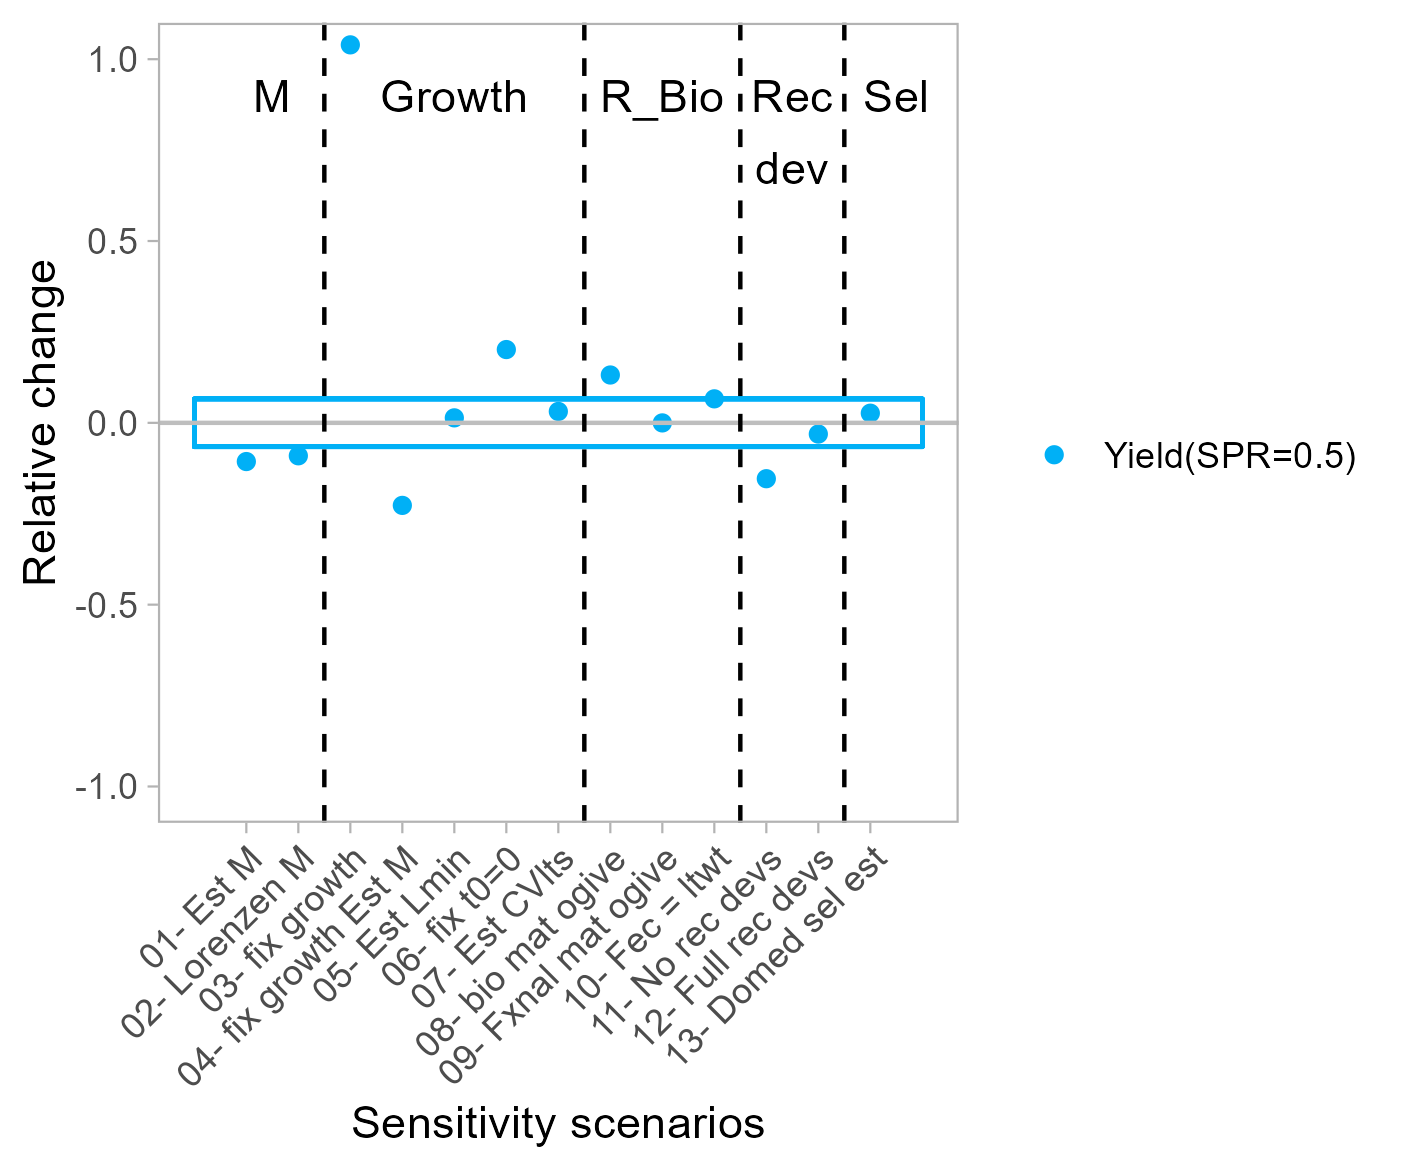 1.0
0.5
0.0
-0.5
-1.0
Relative change
M
Growth
R_Bio
Rec
dev
Sel
01- Est M
02- Lorenzen M
03- fix growth
04- fix growth Est M
05- Est Lmin
06- fix t0=0
07- Est CVlts
08- bio mat ogive
09- Fxnal mat ogive
10- Fec = ltwt
11- No rec devs
12- Full rec devs
13- Domed sel est
Sensitivity scenarios
Yield(SPR=0.5)